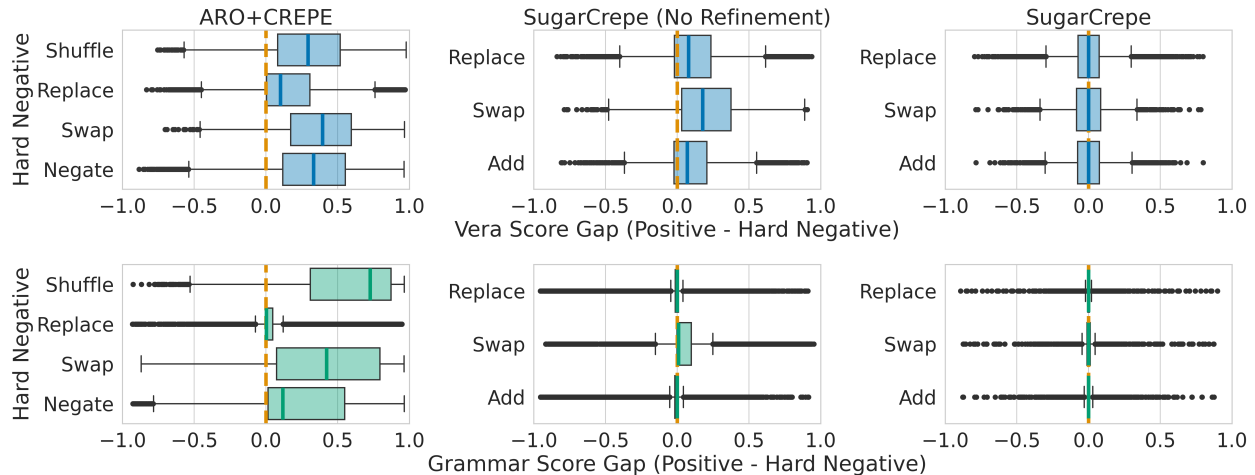 ARO+CREPE SugarCrepe (No Refinement) SugarCrepe
Hard Negative
Shuffle
Replace Replace Replace
Swap Swap Swap
Negate Add Add
−1.0 −0.5 0.0 0.5 1.0 −1.0 −0.5 0.0 0.5 1.0 −1.0 −0.5 0.0 0.5 1.0
Vera Score Gap (Positive - Hard Negative)
Hard Negative
Shuffle
Replace Replace Replace
Swap Swap Swap
Negate Add Add
−1.0 −0.5 0.0 0.5 1.0 −1.0 −0.5 0.0 0.5 1.0 −1.0 −0.5 0.0 0.5 1.0
Grammar Score Gap (Positive - Hard Negative)